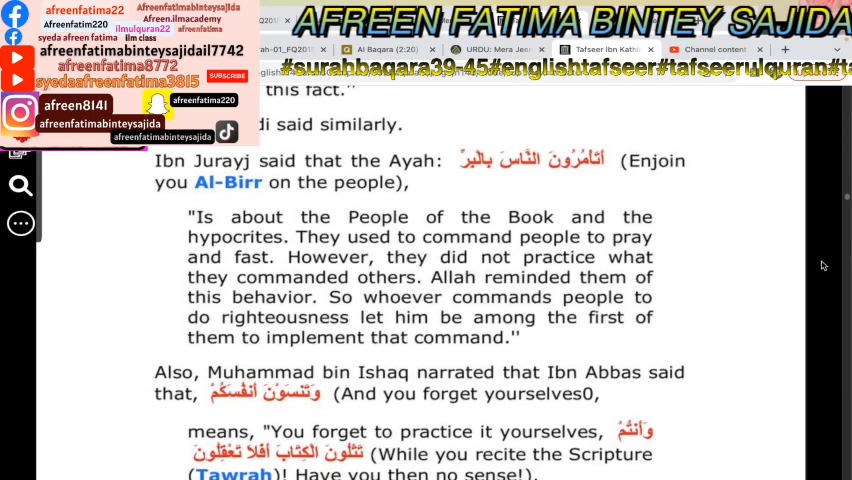 afreenfatima22
Afreenfatimabinteysajida
Afreenfatim220
Afreen.ilmacademy
ilmulquran22
afreenfatima
syeda afreen fatima
ilm class
afreenfatimabinteysajidail7742
afreenfatima8772
syedaafreenfatima3815
SUBSCRIBE
afreen8141
afreenfatima220
afreenfatimabinteysajida
afreenfatimabinteysajida
AFREEN FATIMA BINTEY SAJIDA
Al Baqara (2:20)
URDU: Mera Jee
Tafseer Ibn Kathi
Channel content
#surahbaqara39-45#englishtafseer#tafseerulquran#ta
this fact."
di said similarly.
Ibn Jurayj said that the Ayah: أَتَأْمُرُونَ النَّاسَ بِالْبِرِّ (Enjoin
you Al-Birr on the people),
"Is about the People of the Book and the
hypocrites. They used to command people to pray
and fast. However, they did not practice what
they commanded others. Allah reminded them of
this behavior. So whoever commands people to
do righteousness let him be among the first of
them to implement that command."
Also, Muhammad bin Ishaq narrated that Ibn Abbas said
that, وَتَنْسَوْنَ أَنفُسَكُمْ (And you forget yourselves0,
means, "You forget to practice it yourselves, وَأَنتُمْ
تَتْلُونَ الْكِتَابَ أَفَلاَ تَعْقِلُونَ (While you recite the Scripture
(Tawrah)! Have you then no sense!).